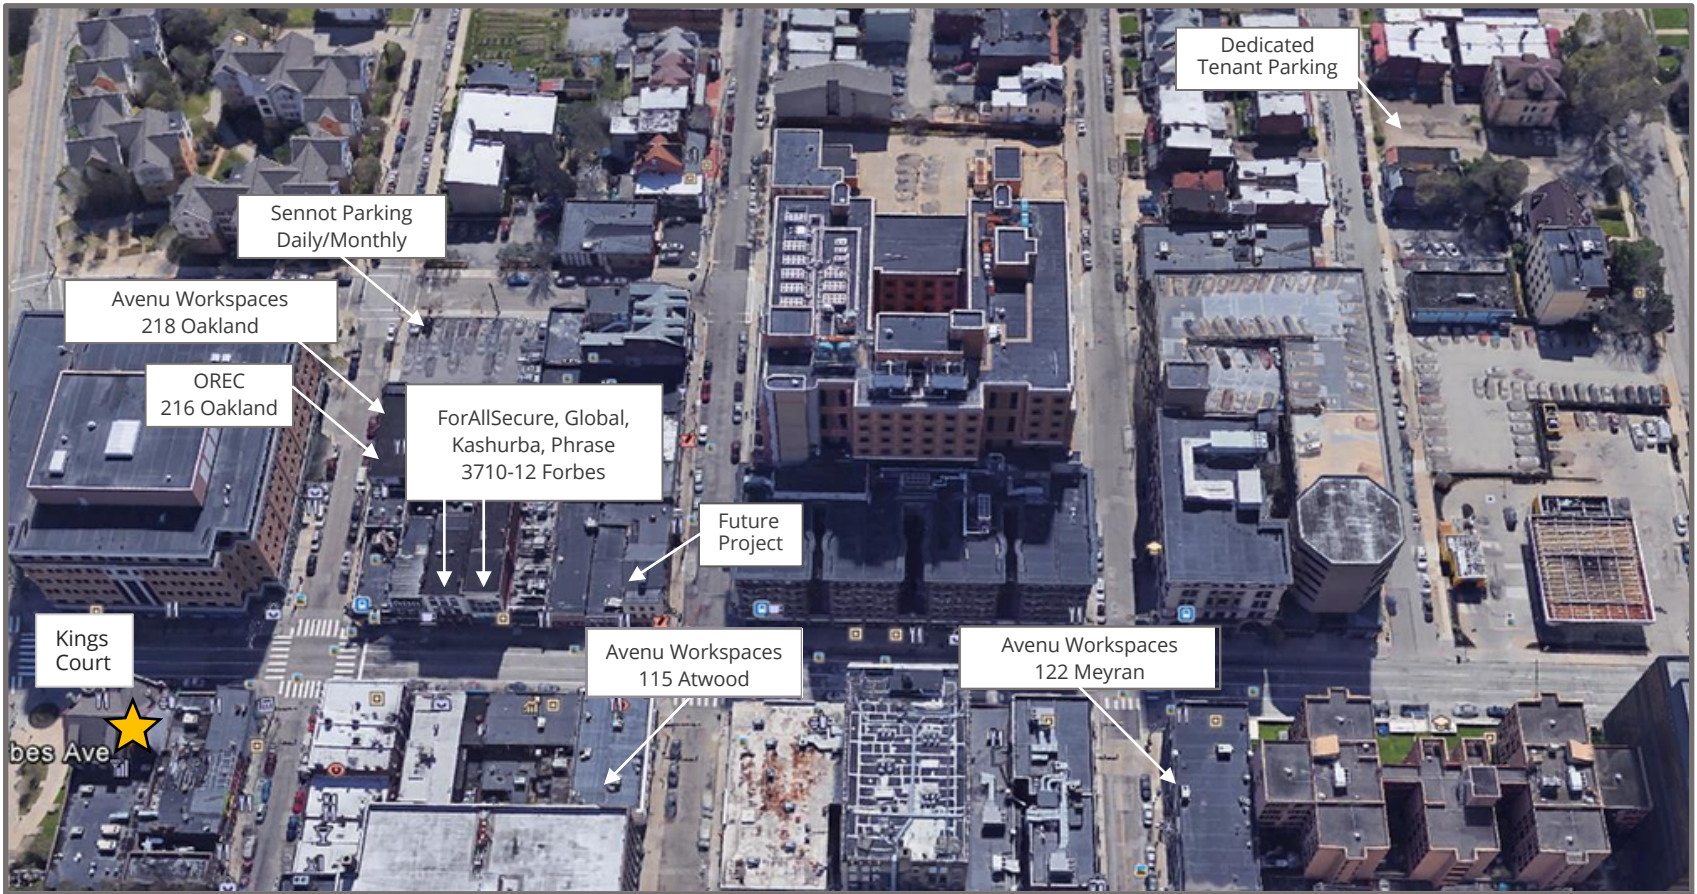 Dedicated
Tenant Parking
Sennot Parking
Daily/Monthly
Avenu Workspaces
218 Oakland
OREC
216 Oakland
ForAllSecure, Global,
Kashurba, Phrase
3710-12 Forbes
Future
Project
Kings
Court
Avenu Workspaces
115 Atwood
Avenu Workspaces
122 Meyran
bes Ave